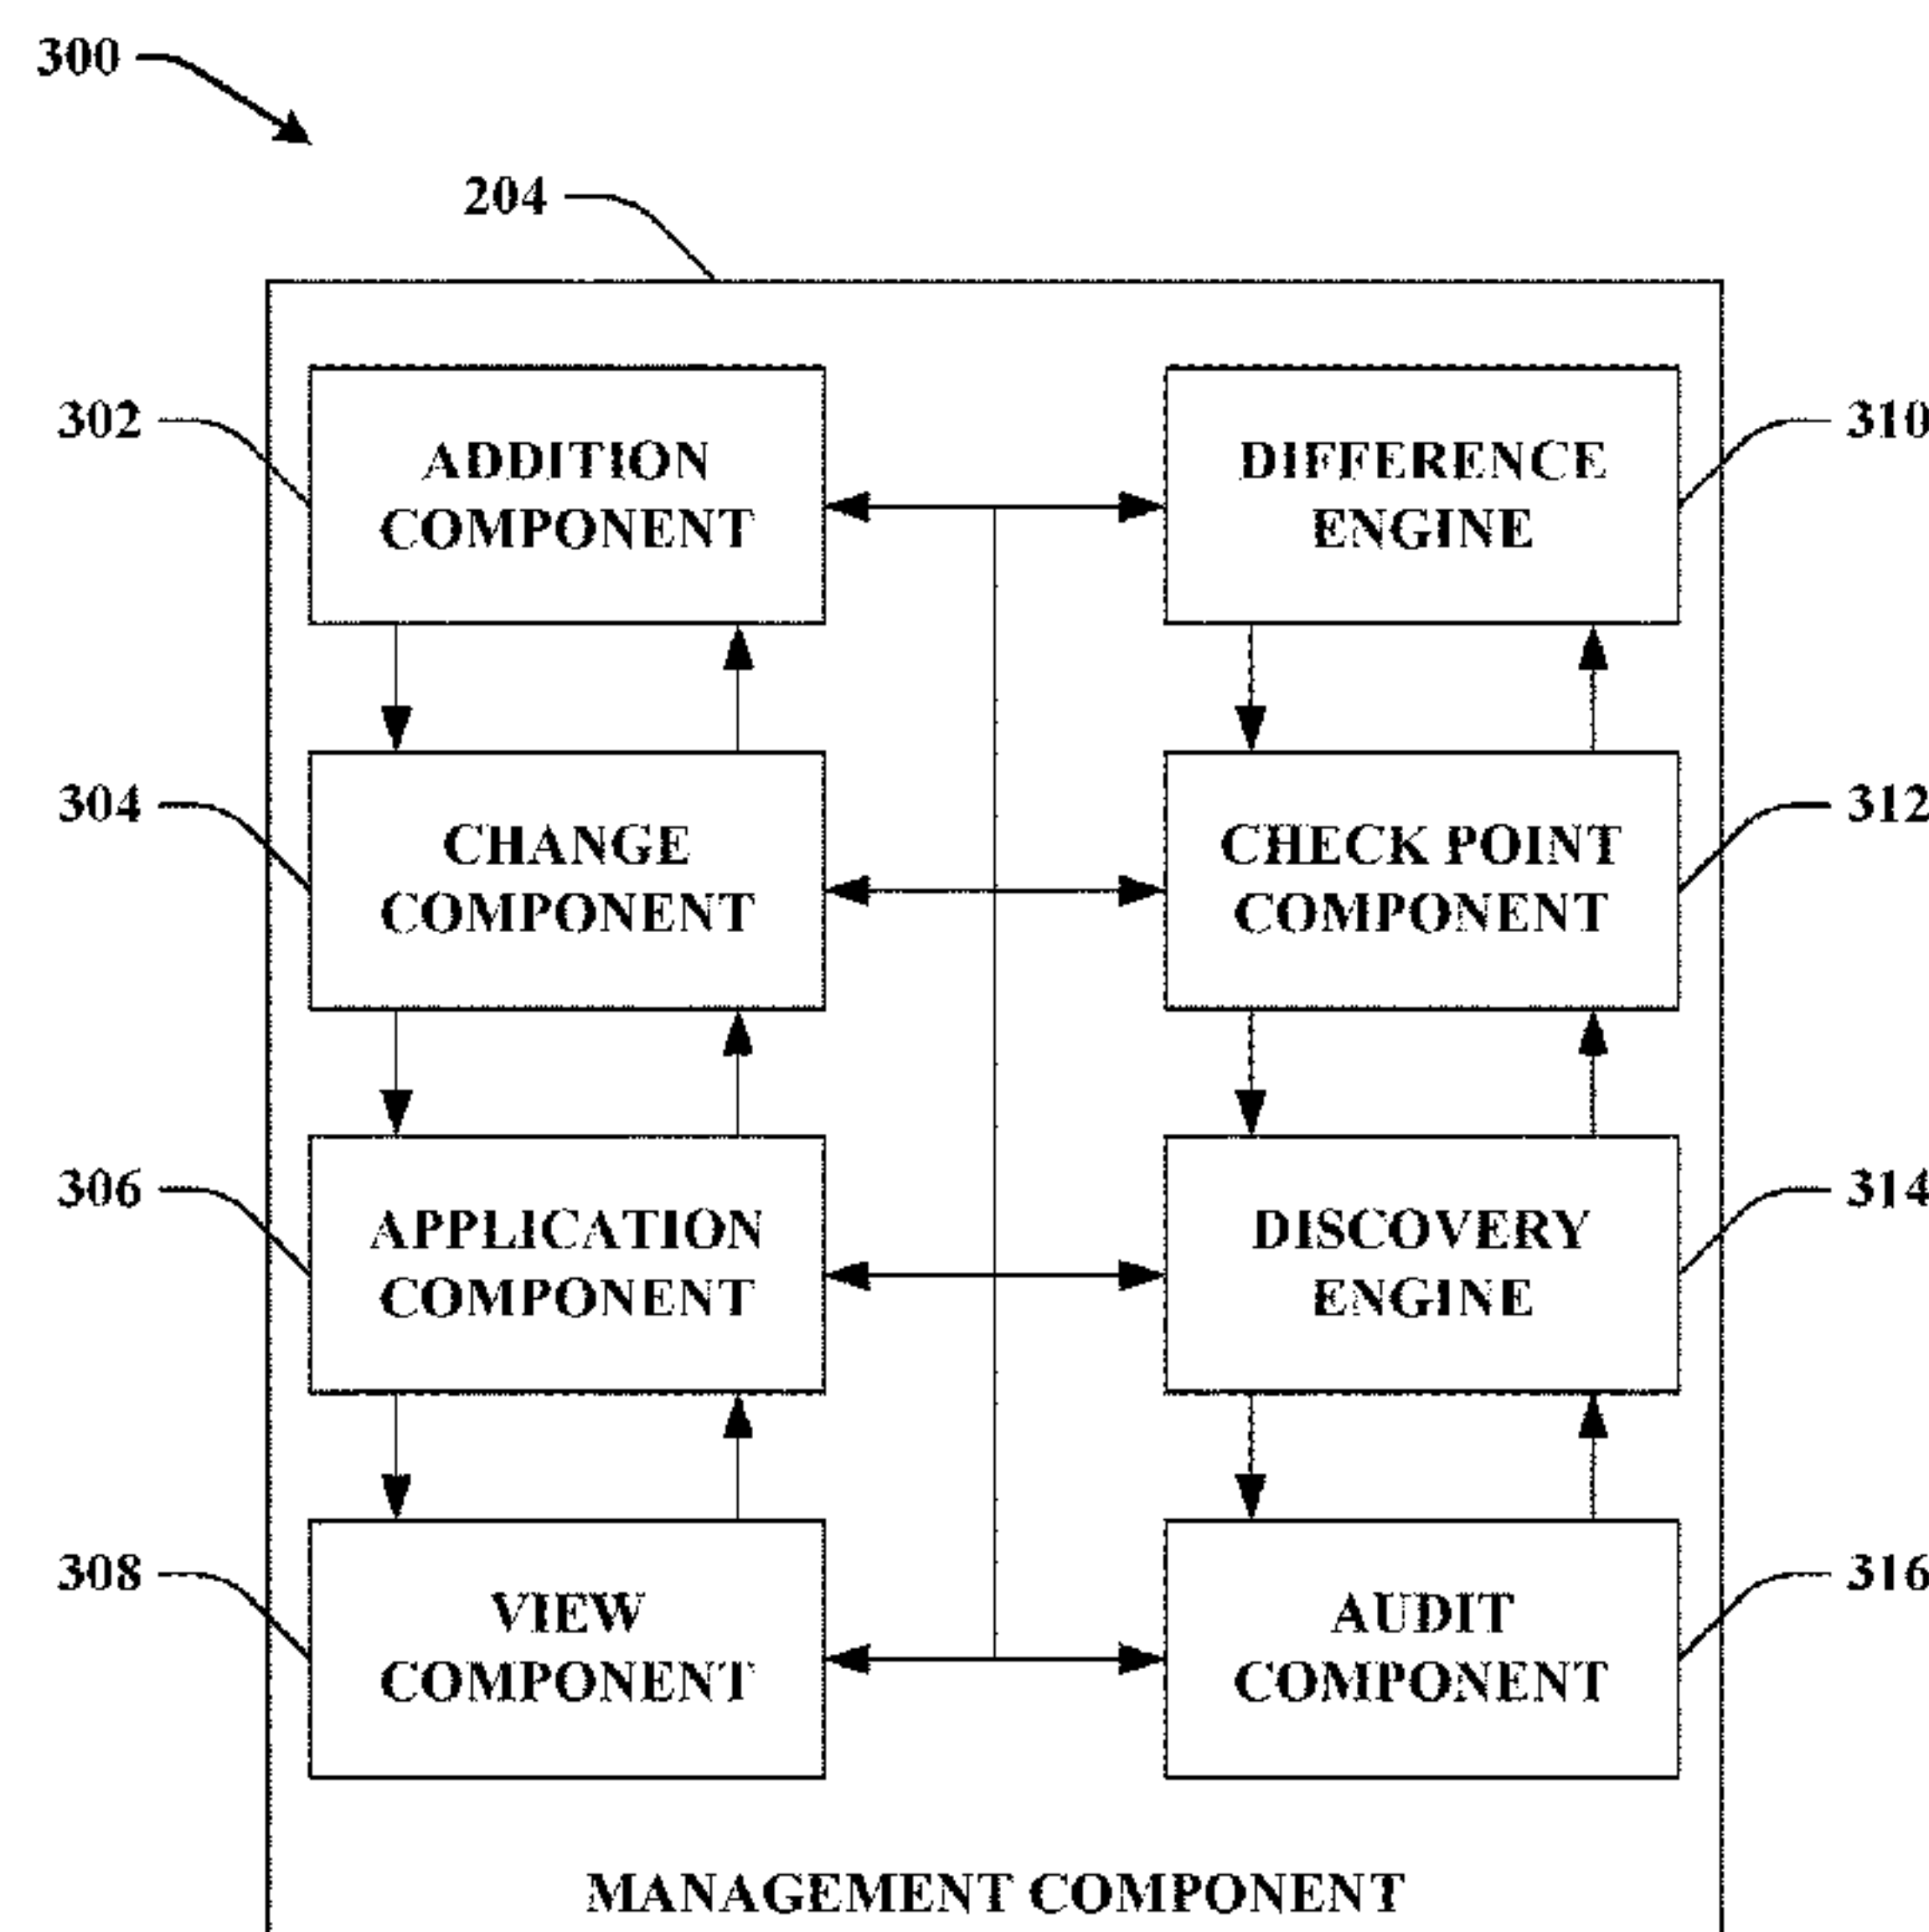 300
204
302
ADDITION
COMPONENT
DIFFERENCE
ENGINE
310
304
CHANGE
COMPONENT
CHECK POINT
COMPONENT
312
306
APPLICATION
COMPONENT
DISCOVERY
ENGINE
314
308
VIEW
COMPONENT
AUDIT
COMPONENT
316
MANAGEMENT COMPONENT